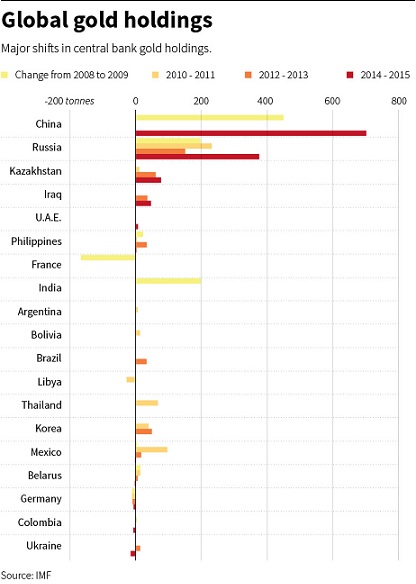 Global gold holdings
Major shifts in central bank gold holdings.
Change from 2008 to 2009 2010 - 2011 2012 - 2013 2014 - 2015
-200 tonnes 0 200 400 600 800
China
Russia
Kazakhstan
Iraq
U.A.E.
Philippines
France
India
Argentina
Bolivia
Brazil
Libya
Thailand
Korea
Mexico
Belarus
Germany
Colombia
Ukraine
Source: IMF